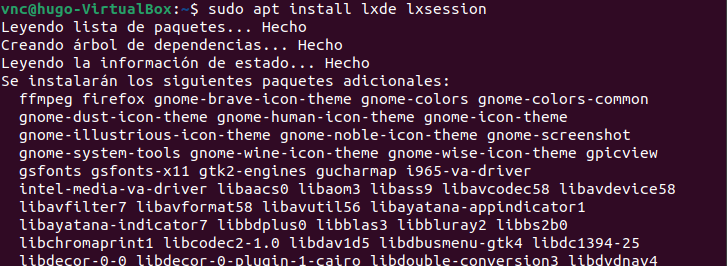 vnc@hugo-VirtualBox:~$ sudo apt install lxde lxsession
Leyendo lista de paquetes... Hecho
Creando árbol de dependencias... Hecho
Leyendo la información de estado... Hecho
Se instalarán los siguientes paquetes adicionales:
ffmpeg firefox gnome-brave-icon-theme gnome-colors gnome-colors-common
gnome-dust-icon-theme gnome-human-icon-theme gnome-icon-theme
gnome-illustrious-icon-theme gnome-noble-icon-theme gnome-screenshot
gnome-system-tools gnome-wine-icon-theme gnome-wise-icon-theme gpicview
gsfonts gsfonts-x11 gtk2-engines gucharmap i965-va-driver
intel-media-va-driver libaacs0 libaom3 libass9 libavcodec58 libavdevice58
libavfilter7 libavformat58 libavutil56 libayatana-appindicator1
libayatana-indicator7 libbdplus0 libblas3 libbluray2 libbs2b0
libchromaprint1 libcodec2-1.0 libdav1d5 libdbusmenu-gtk4 libdc1394-25
libdecor-0-0 libdecor-0-plugin-1-cairo libdouble-conversion3 libdvdnav4